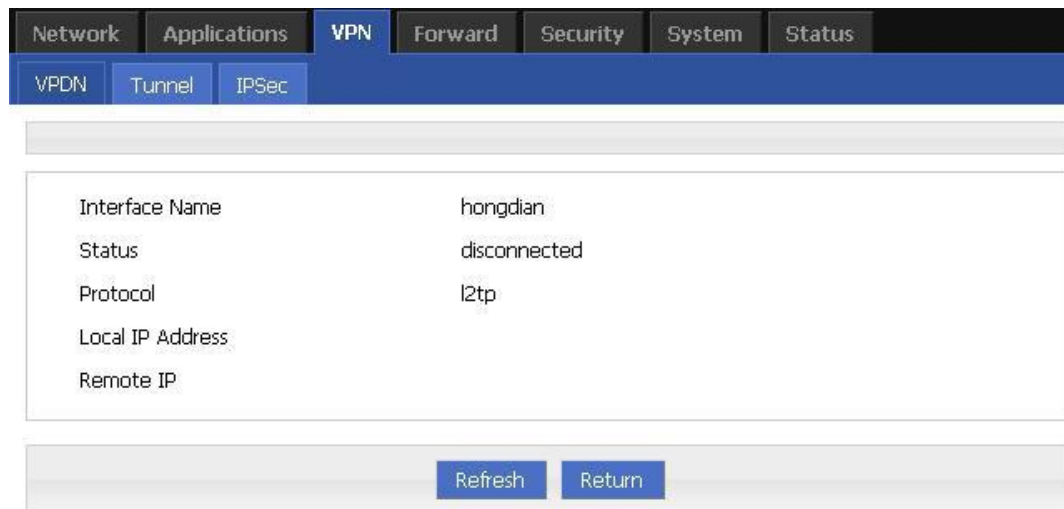 Network Applications VPN Forward Security System Status
VPDN Tunnel IPSec
Interface Name hongdian
Status disconnected
Protocol l2tp
Local IP Address
Remote IP
Refresh Return